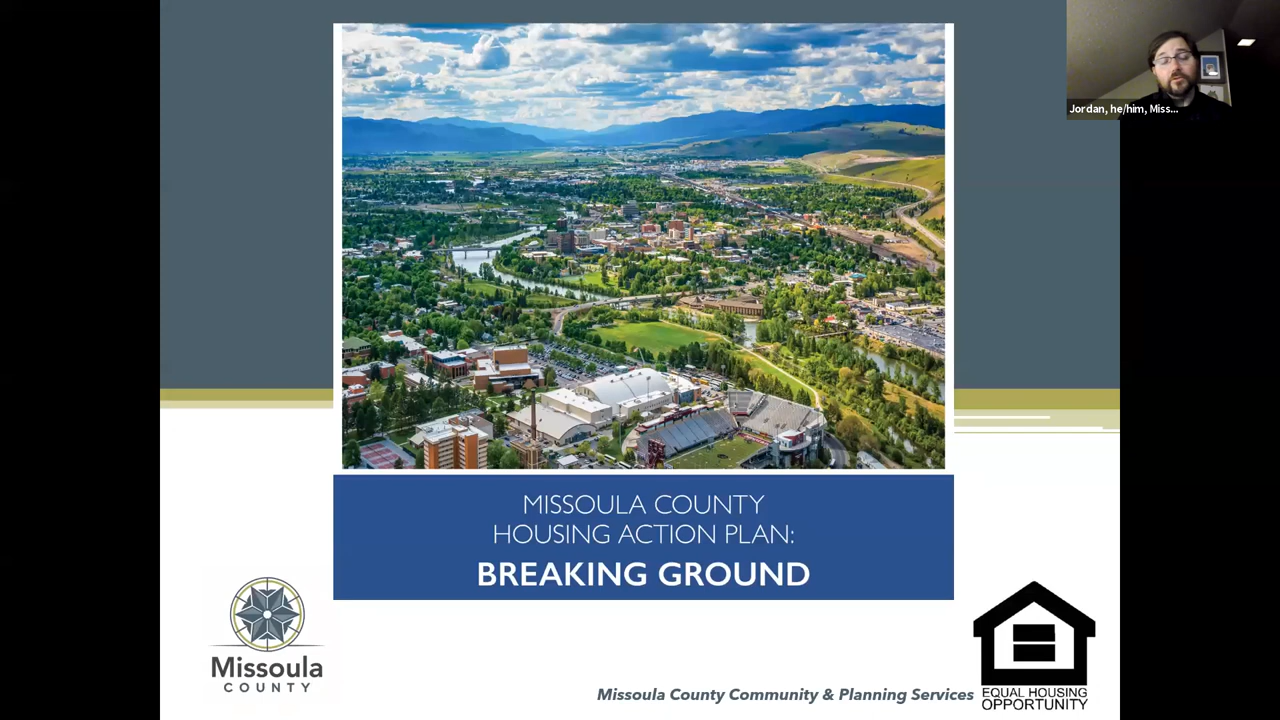 Jordan, he/him, Miss...
MISSOULA COUNTY
HOUSING ACTION PLAN:
BREAKING GROUND
Missoula
COUNTY
Missoula County Community & Planning Services
EQUAL HOUSING
OPPORTUNITY